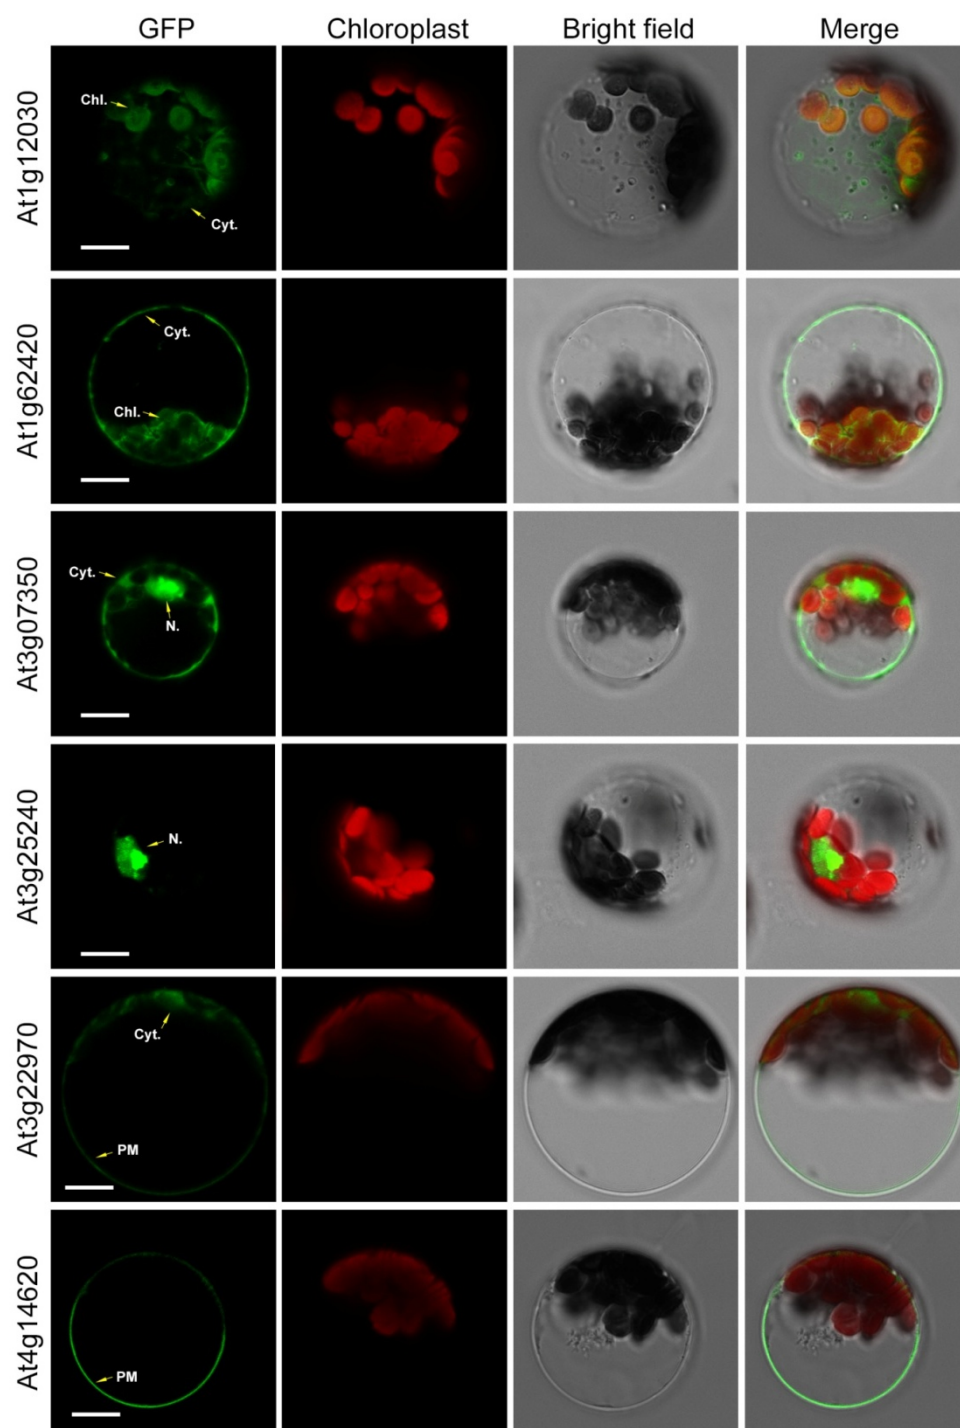 GFP Chloroplast Bright field Merge
At1g12030
Chl.
Cyt.
At1g62420
Cyt.
Chl.
At3g07350
Cyt.
N.
At3g25240
N.
At3g22970
Cyt.
PM
At4g14620
PM